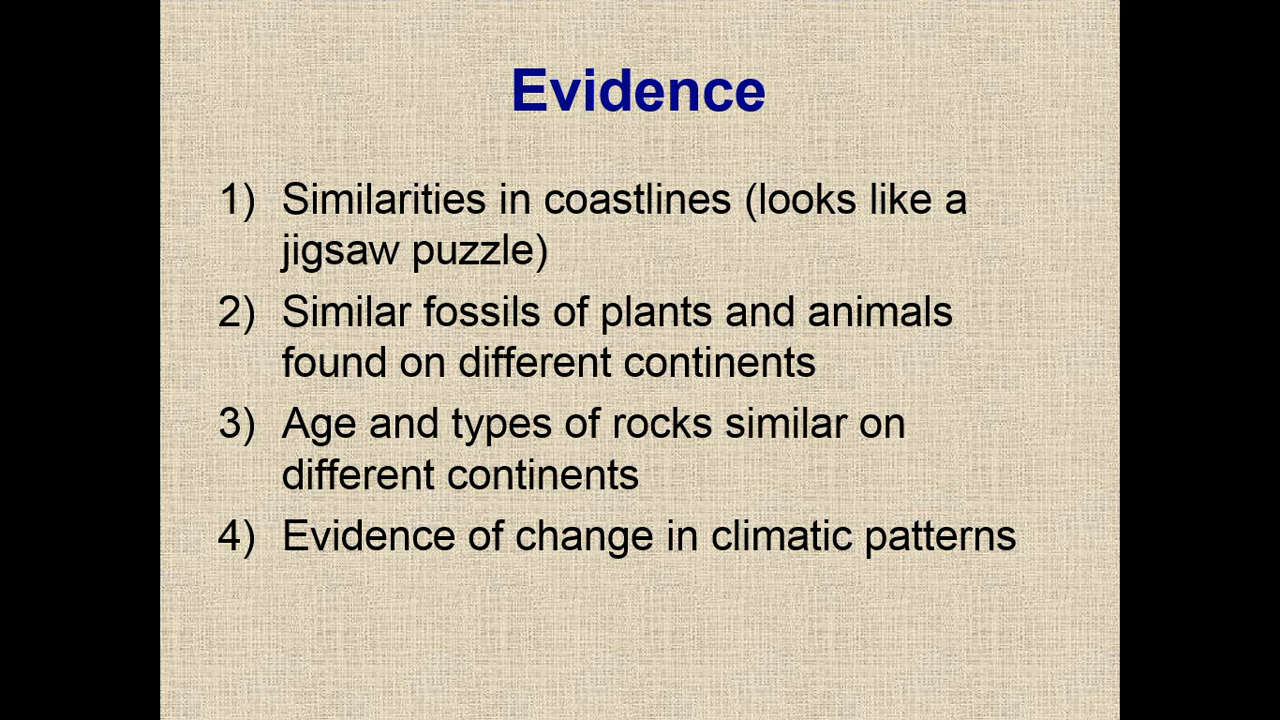 Evidence
1) Similarities in coastlines (looks like a
jigsaw puzzle)
2) Similar fossils of plants and animals
found on different continents
3) Age and types of rocks similar on
different continents
4) Evidence of change in climatic patterns